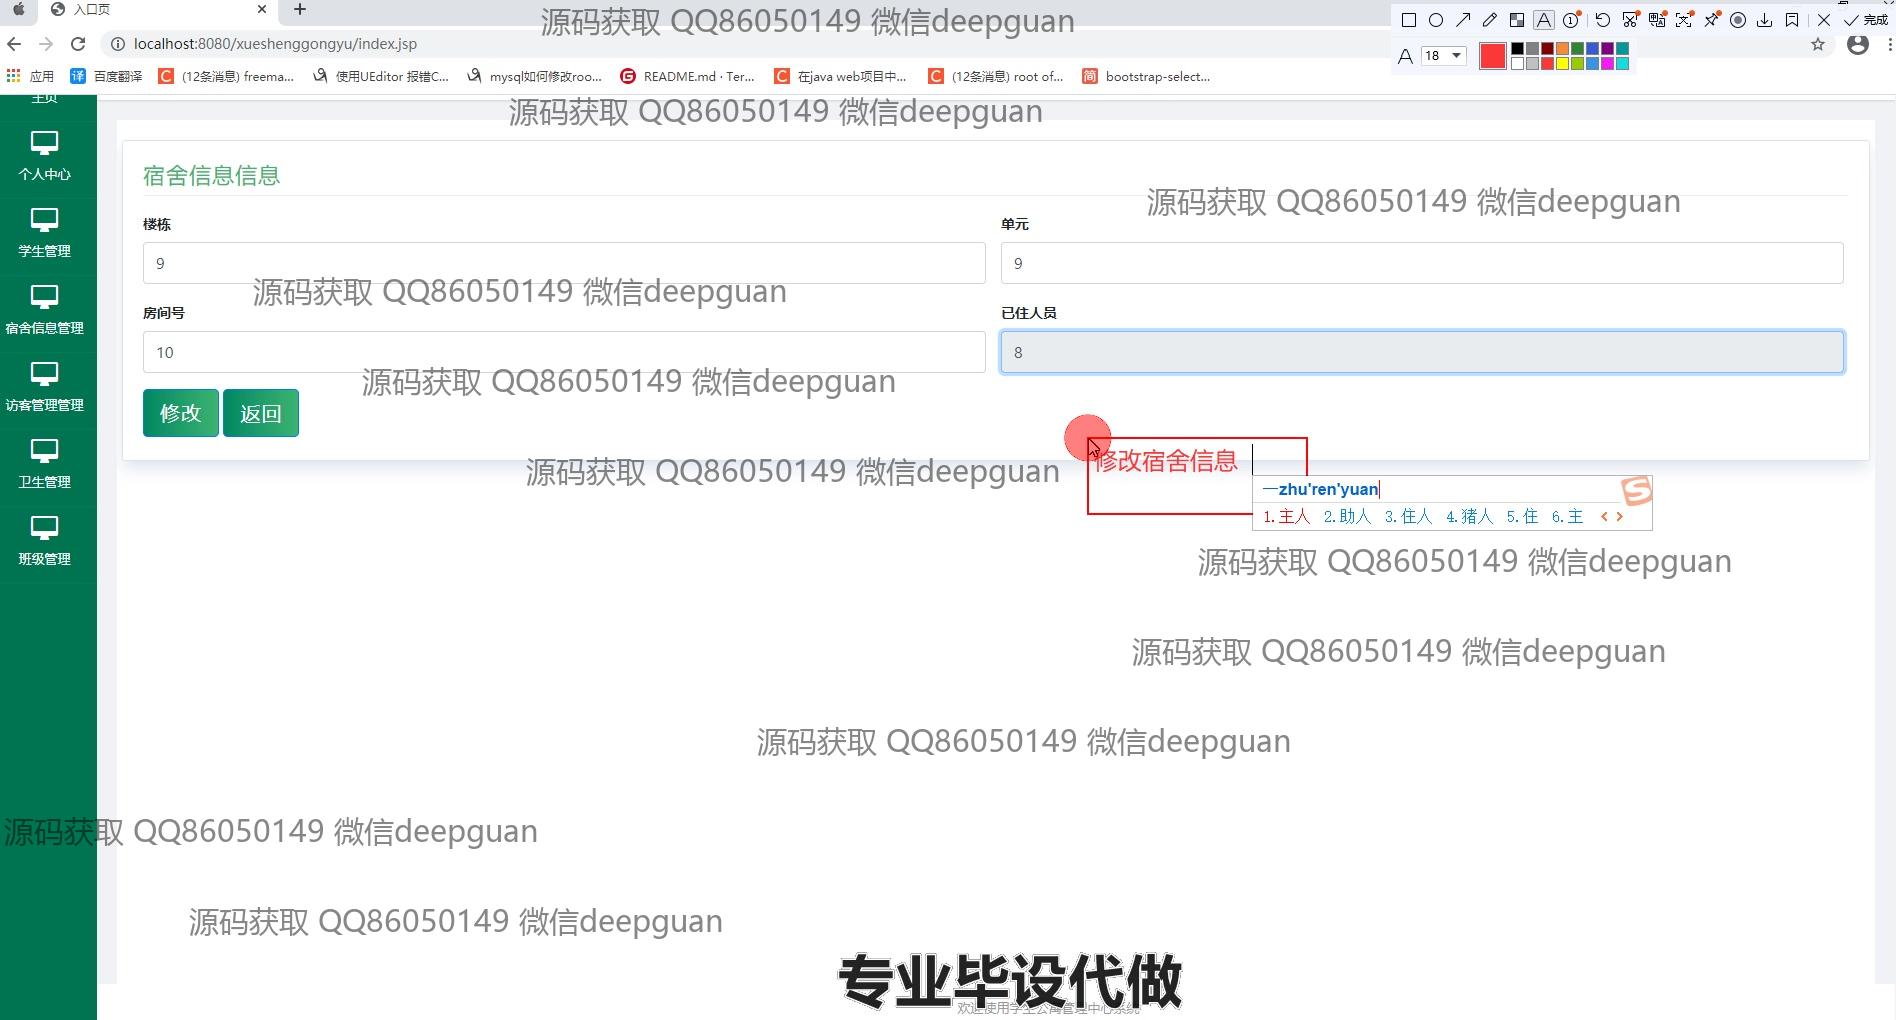 入口页
源码获取 QQ86050149 微信deepguan
完成
localhost:8080/xueshenggongyu/index.jsp
A 18
应用 百度翻译 (12条消息) freema... 使用UEditor 报错C... mysql如何修改roo... README.md · Ter... 在java web项目中... (12条消息) root of... bootstrap-select...
主页
源码获取 QQ86050149 微信deepguan
个人中心
宿舍信息信息
源码获取 QQ86050149 微信deepguan
楼栋 单元
学生管理
9 9
源码获取 QQ86050149 微信deepguan
房间号 已住人员
宿舍信息管理
10 8
源码获取 QQ86050149 微信deepguan
访客管理管理
修改 返回
修改宿舍信息
源码获取 QQ86050149 微信deepguan
卫生管理
一zhu'ren'yuan
1.主人 2.助人 3.住人 4.猪人 5.住 6.主
班级管理
源码获取 QQ86050149 微信deepguan
源码获取 QQ86050149 微信deepguan
源码获取 QQ86050149 微信deepguan
源码获取 QQ86050149 微信deepguan
源码获取 QQ86050149 微信deepguan
专业毕设代做
欢迎使用学生公寓管理中心系统